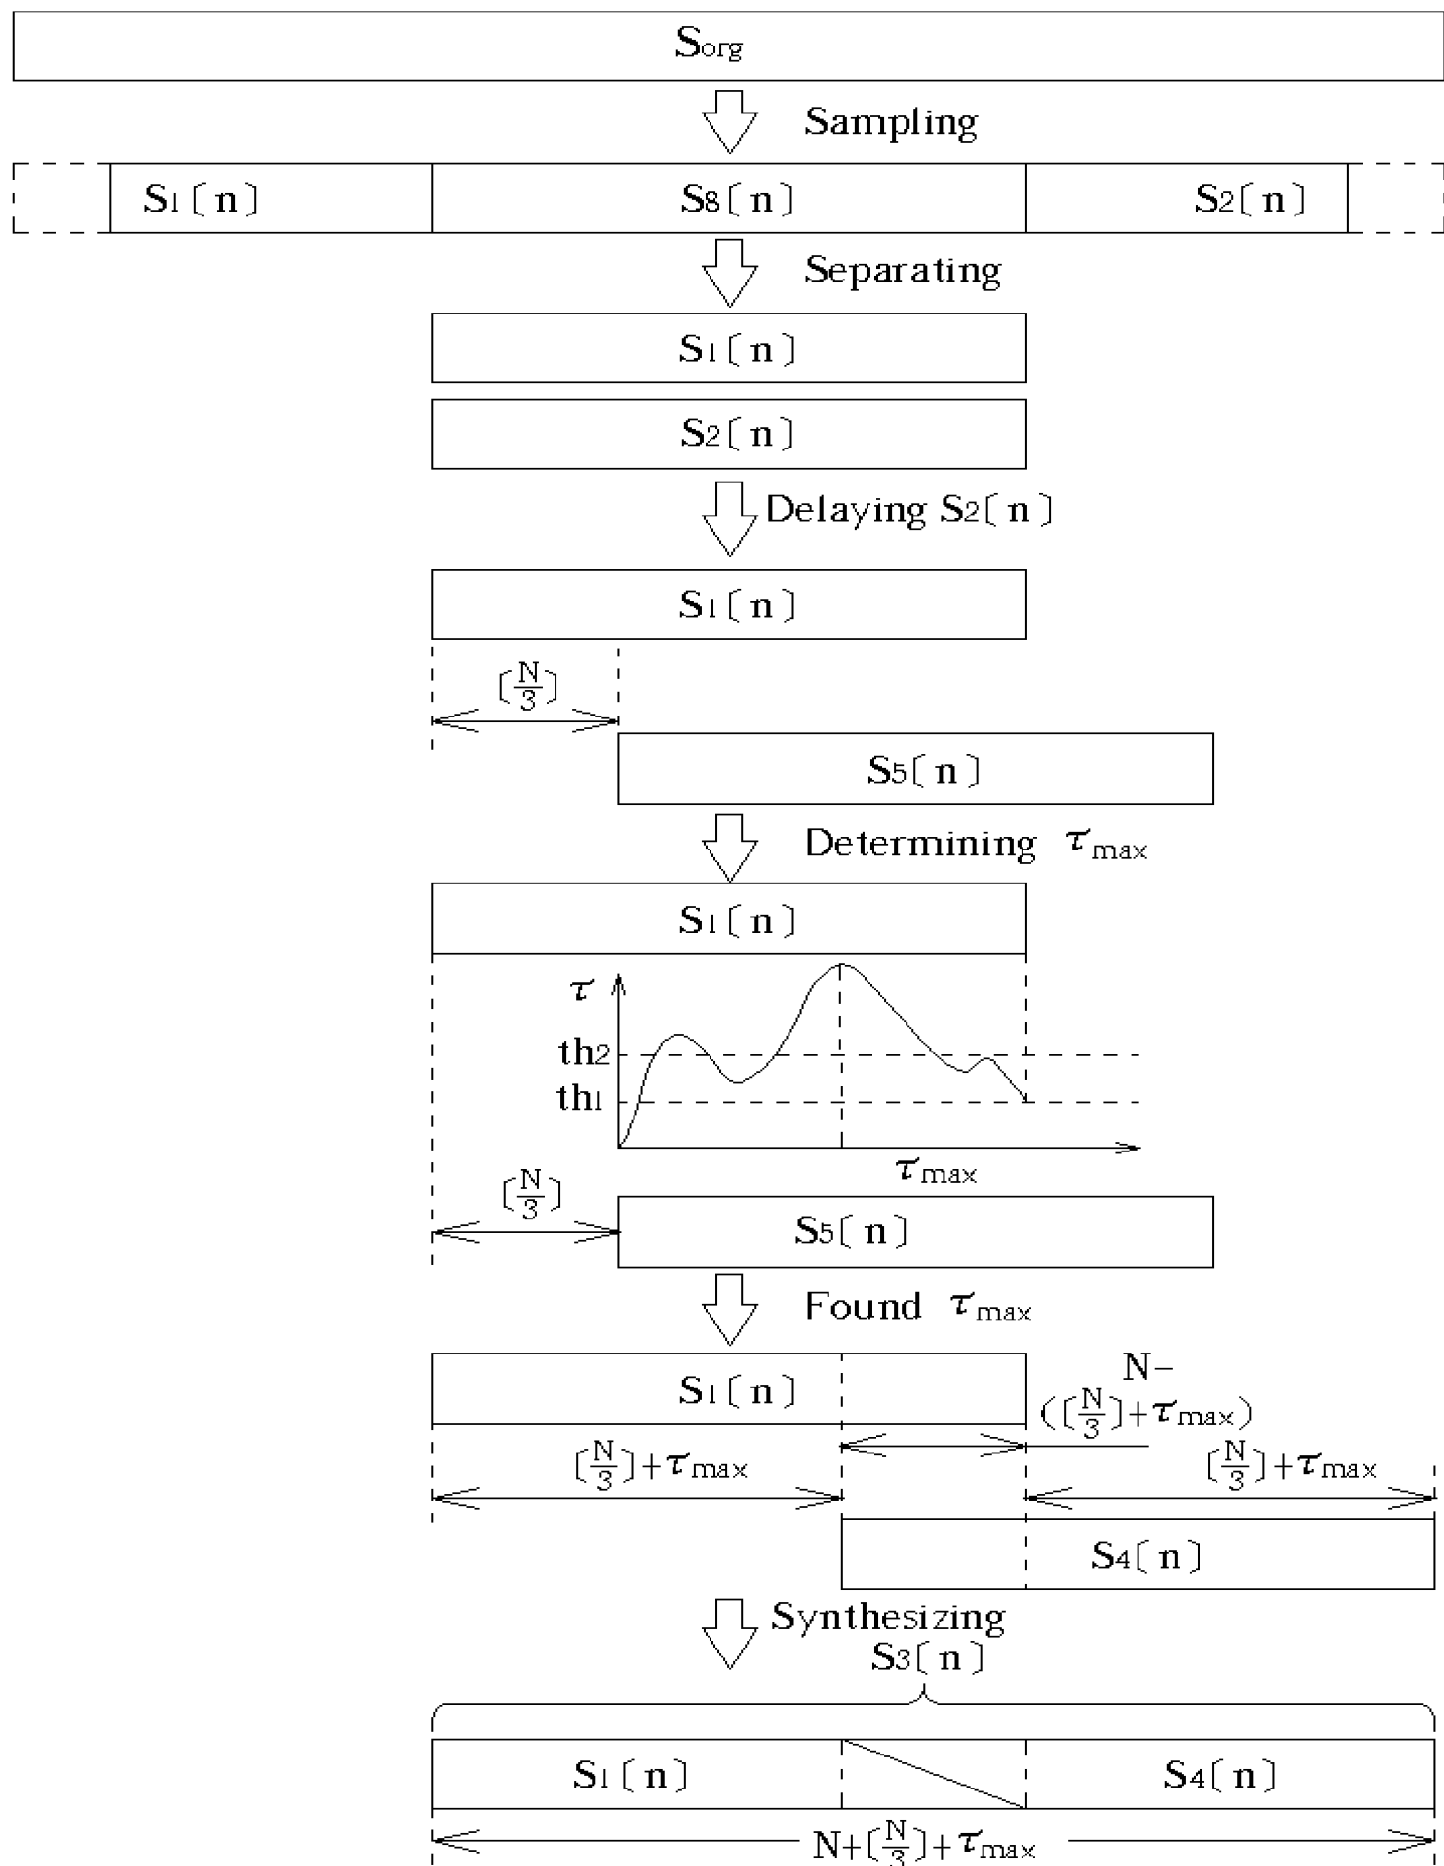 Sorg
Sampling
S1〔n〕
S8〔n〕
S2〔n〕
Separating
S1〔n〕
S2〔n〕
Delaying S2〔n〕
S1〔n〕
〔N/3〕
S5〔n〕
Determining τmax
S1〔n〕
τ
th2
th1
τmax
〔N/3〕
S5〔n〕
Found τmax
S1〔n〕
N−
(〔N/3〕+τmax)
〔N/3〕+τmax
〔N/3〕+τmax
S4〔n〕
Synthesizing
S3〔n〕
S1〔n〕
S4〔n〕
N+〔N/3〕+τmax